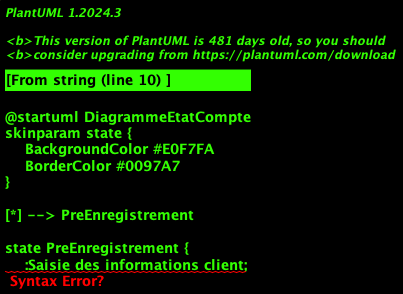 PlantUML 1.2024.3
<b>This version of PlantUML is 481 days old, so you should
<b>consider upgrading from https://plantuml.com/download
[From string (line 10) ]
@startuml DiagrammeEtatCompte
skinparam state {
BackgroundColor #E0F7FA
BorderColor #0097A7
}
[*] --> PreEnregistrement
state PreEnregistrement {
:Saisie des informations client;
Syntax Error?